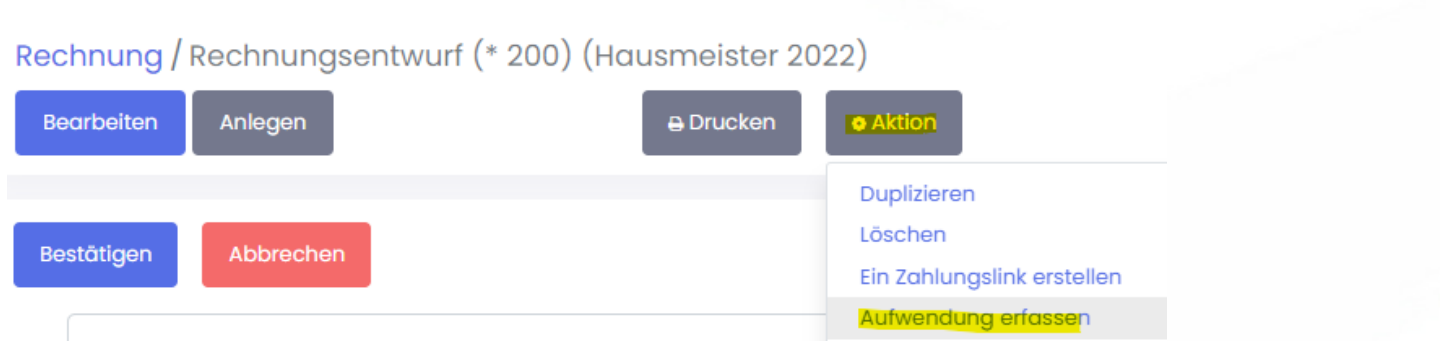 Rechnung / Rechnungsentwurf (* 200) (Hausmeister 2022)
Bearbeiten Anlegen Drucken Aktion
Duplizieren
Löschen
Bestätigen Abbrechen
Ein Zahlungslink erstellen
Aufwendung erfassen